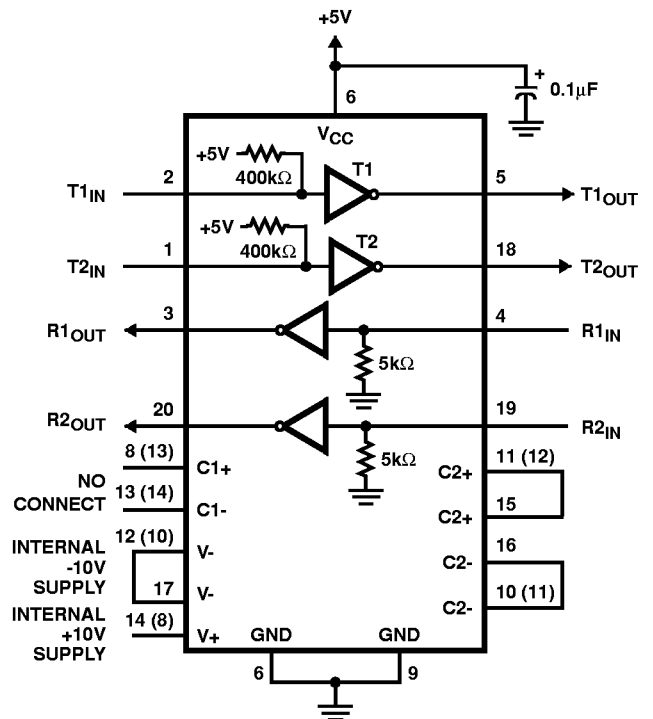 +5V
6
+
0.1μF
VCC
+5V
400kΩ
T1
2
5
T1IN
T1OUT
+5V
400kΩ
T2
1
18
T2IN
T2OUT
3
4
R1OUT
R1IN
5kΩ
20
19
R2OUT
R2IN
5kΩ
8 (13)
C1+
NO
CONNECT
13 (14)
C1-
11 (12)
C2+
15
C2+
INTERNAL
-10V
SUPPLY
12 (10)
V-
17
V-
16
C2-
10 (11)
C2-
INTERNAL
+10V
SUPPLY
14 (8)
V+
GND
GND
6
9